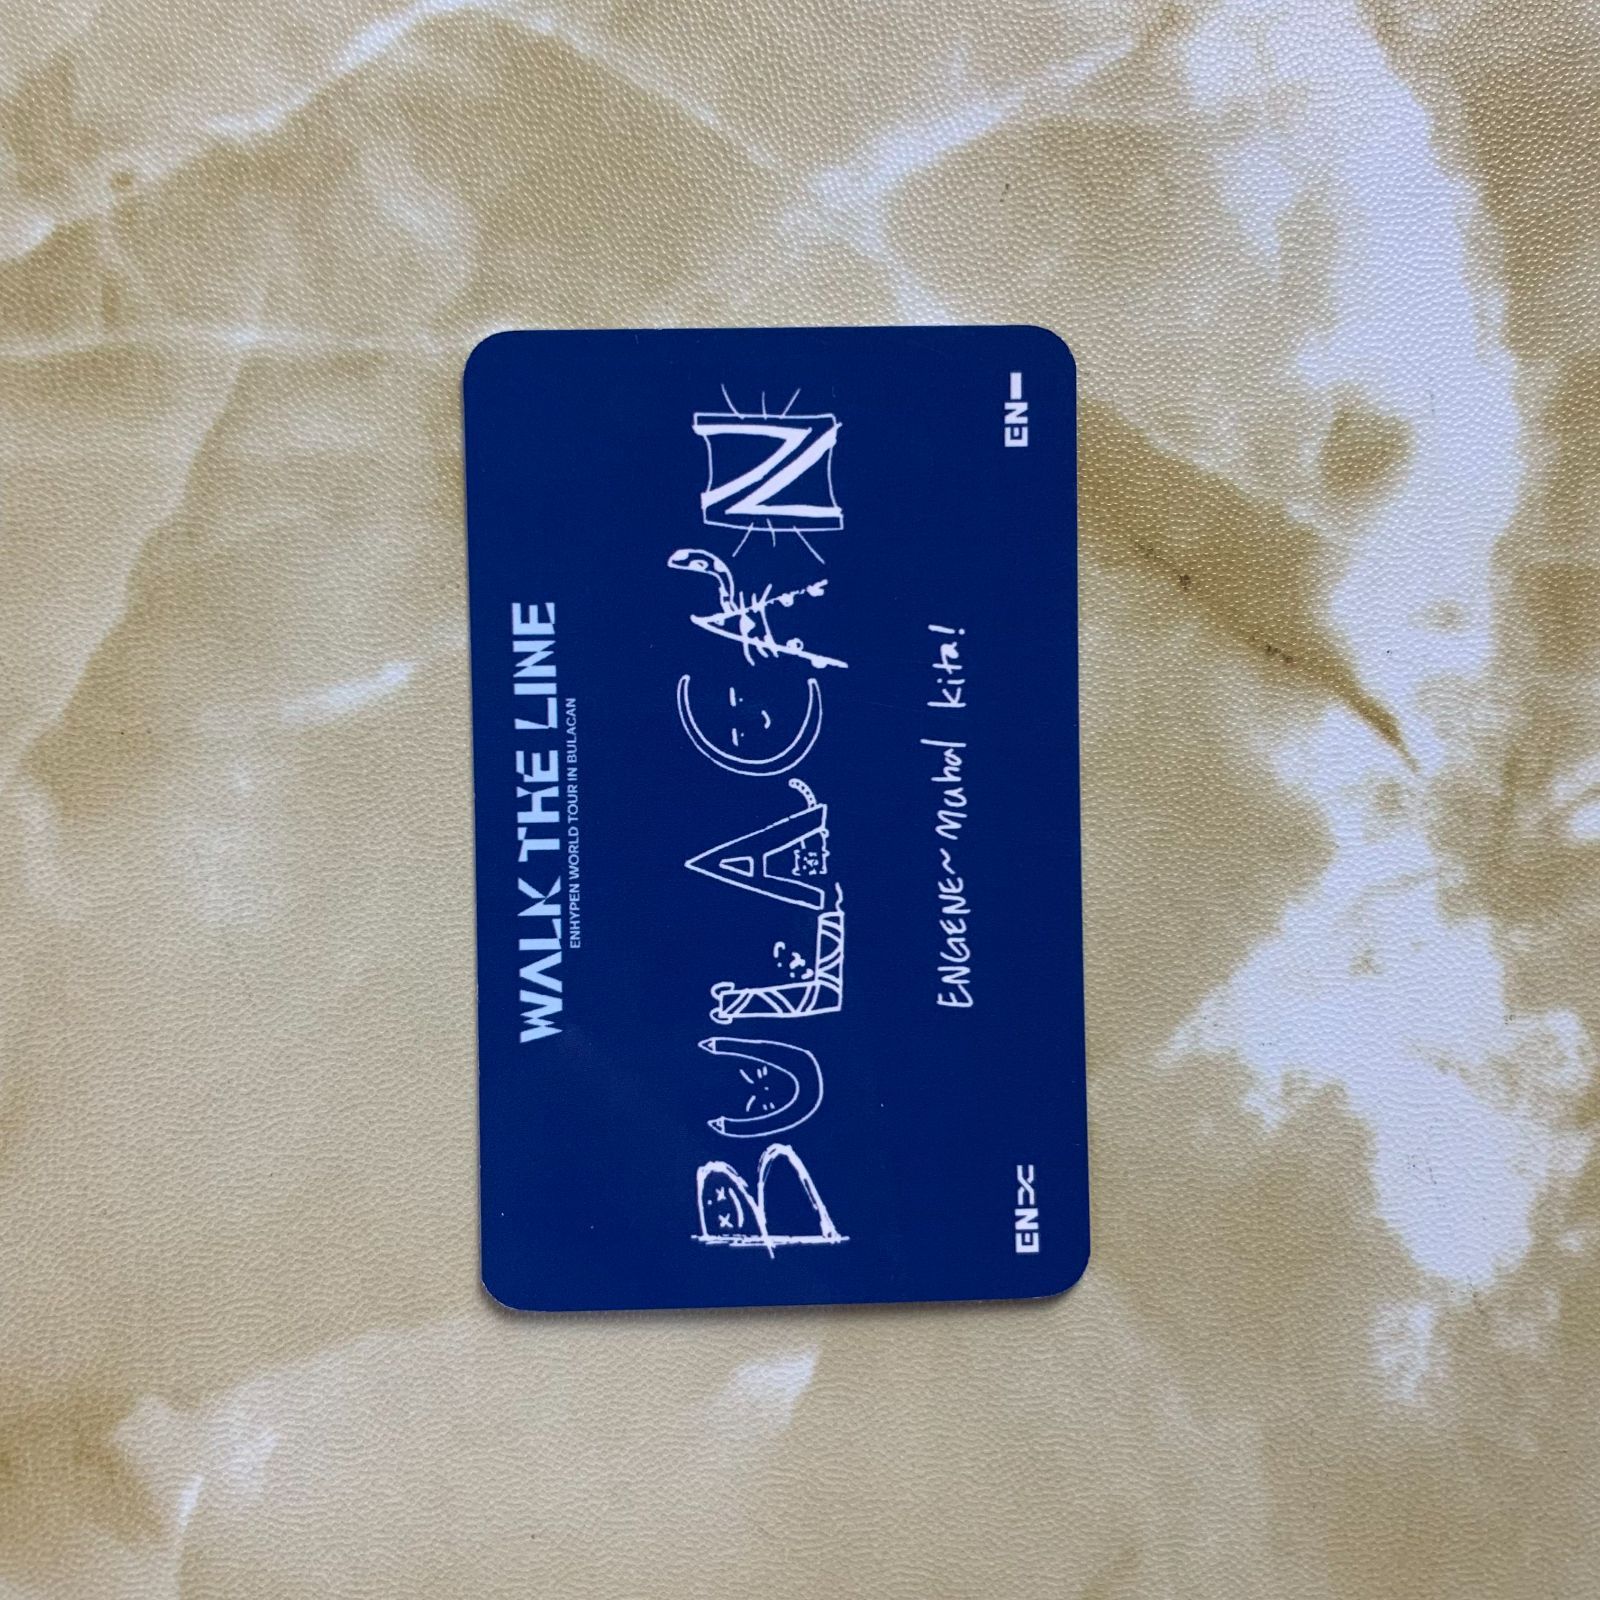 WALK THE LINE
ENHYPEN WORLD TOUR IN BULACAN
BULACAN
ENGENE~ Mahal kita!
EN- EN-